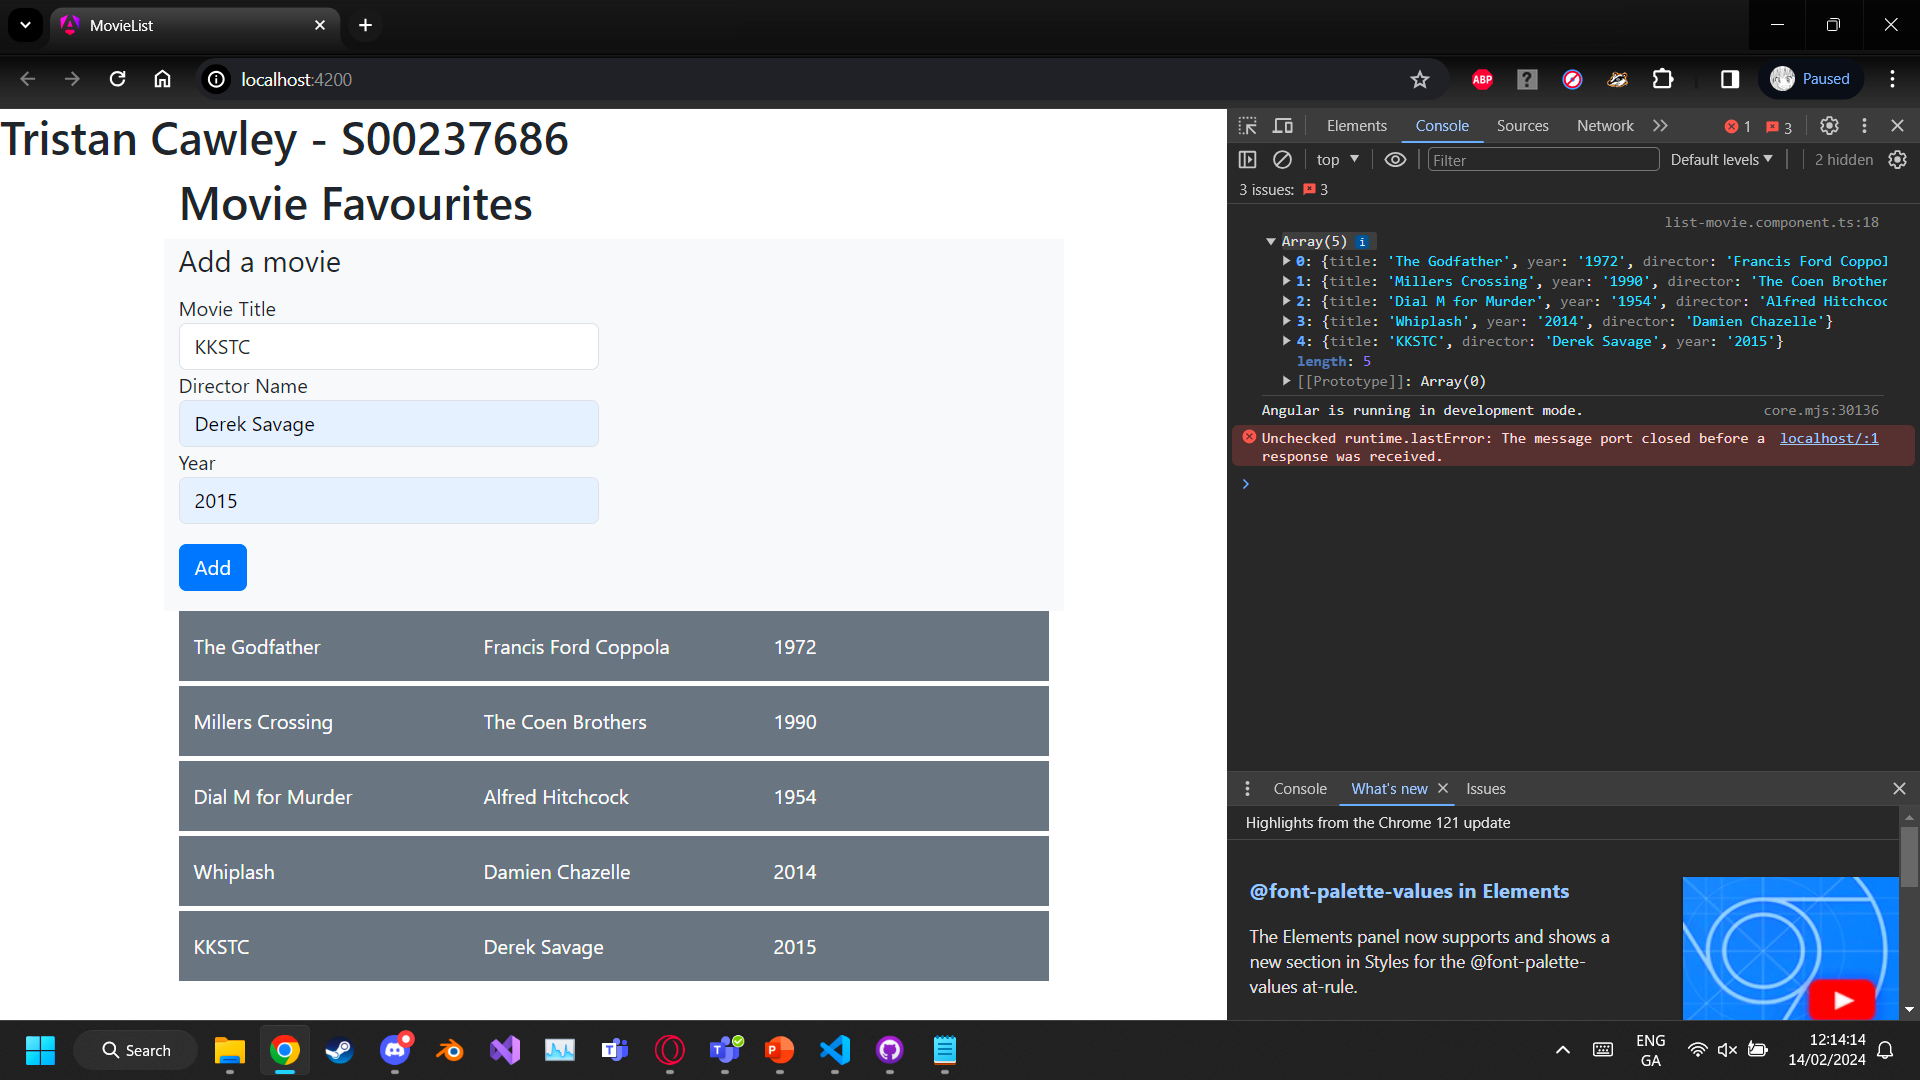 MovieList
localhost:4200
ABP
Paused
Tristan Cawley - S00237686
Movie Favourites
Add a movie
Movie Title
KKSTC
Director Name
Derek Savage
Year
2015
Add
The Godfather Francis Ford Coppola 1972
Millers Crossing The Coen Brothers 1990
Dial M for Murder Alfred Hitchcock 1954
Whiplash Damien Chazelle 2014
KKSTC Derek Savage 2015
Elements Console Sources Network 1 3
top Filter Default levels 2 hidden
3 issues: 3
list-movie.component.ts:18
Array(5) i
0: {title: 'The Godfather', year: '1972', director: 'Francis Ford Coppol
1: {title: 'Millers Crossing', year: '1990', director: 'The Coen Brother
2: {title: 'Dial M for Murder', year: '1954', director: 'Alfred Hitchcoc
3: {title: 'Whiplash', year: '2014', director: 'Damien Chazelle'}
4: {title: 'KKSTC', director: 'Derek Savage', year: '2015'}
length: 5
[[Prototype]]: Array(0)
Angular is running in development mode. core.mjs:30136
Unchecked runtime.lastError: The message port closed before a localhost/:1
response was received.
Console What's new Issues
Highlights from the Chrome 121 update
@font-palette-values in Elements
The Elements panel now supports and shows a
new section in Styles for the @font-palette-
values at-rule.
Search
ENG
GA
12:14:14
14/02/2024